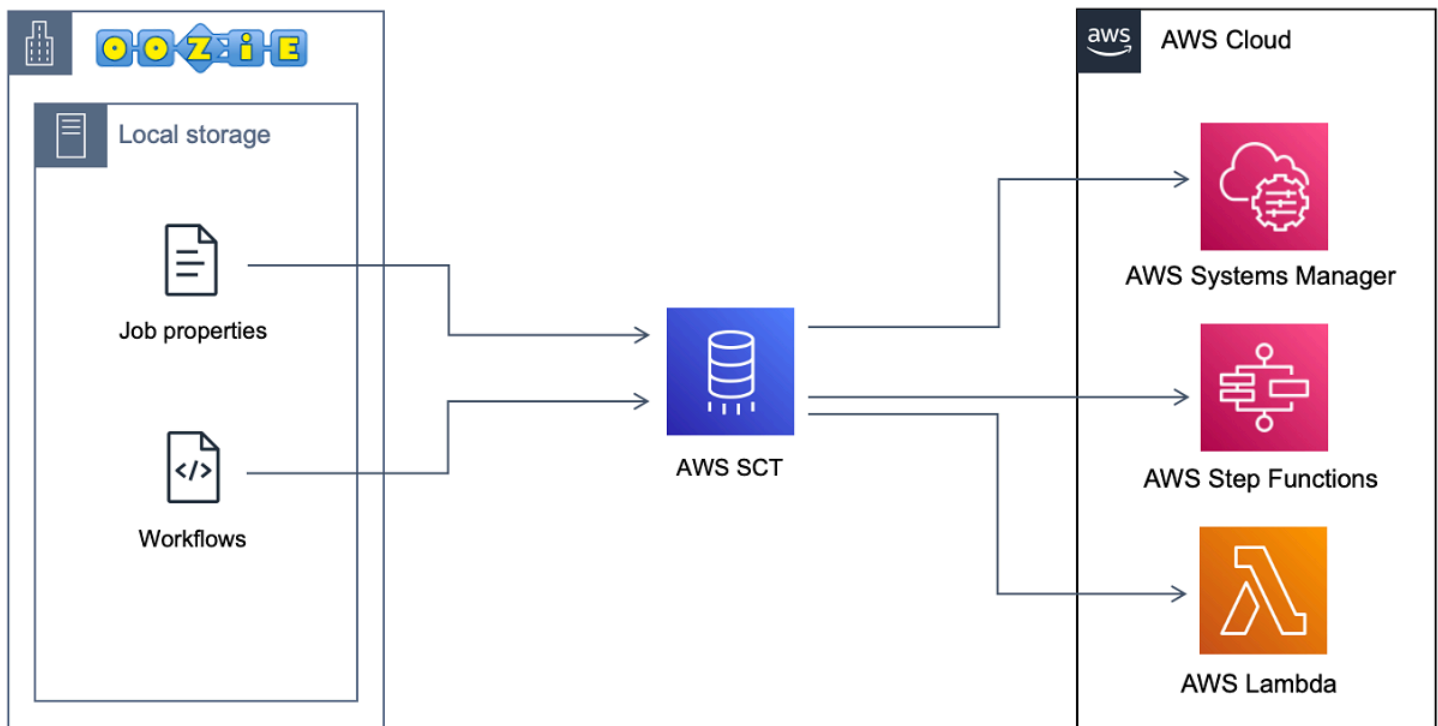 OOZiE
aws
AWS Cloud
Local storage
Job properties
Workflows
AWS SCT
AWS Systems Manager
AWS Step Functions
AWS Lambda